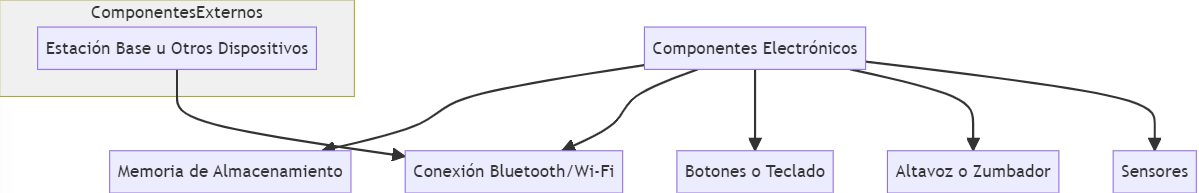 ComponentesExternos
Estación Base u Otros Dispositivos
Componentes Electrónicos
Memoria de Almacenamiento
Conexión Bluetooth/Wi-Fi
Botones o Teclado
Altavoz o Zumbador
Sensores